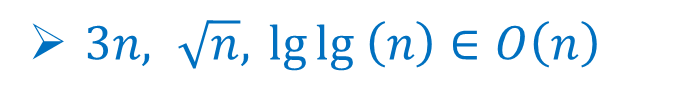 ➢ 3n, √n, lg lg (n) ∈ O(n)